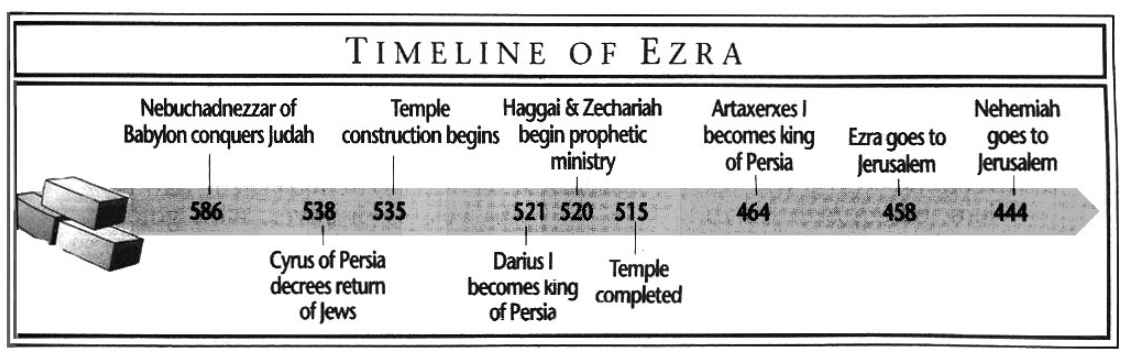 TIMELINE OF EZRA
Nebuchadnezzar of
Babylon conquers Judah
Temple
construction begins
Haggai & Zechariah
begin prophetic
ministry
Artaxerxes I
becomes king
of Persia
Ezra goes to
Jerusalem
Nehemiah
goes to
Jerusalem
586 538 535 521 520 515 464 458 444
Cyrus of Persia
decrees return
of Jews
Darius I
becomes king
of Persia
Temple
completed